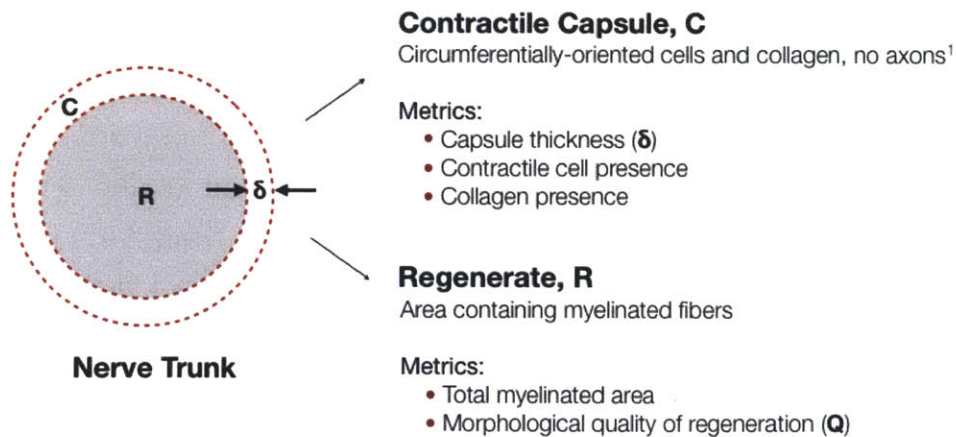 Contractile Capsule, C
Circumferentially-oriented cells and collagen, no axons¹
Metrics:
• Capsule thickness (δ)
• Contractile cell presence
• Collagen presence
C
R
δ
Nerve Trunk
Regenerate, R
Area containing myelinated fibers
Metrics:
• Total myelinated area
• Morphological quality of regeneration (Q)